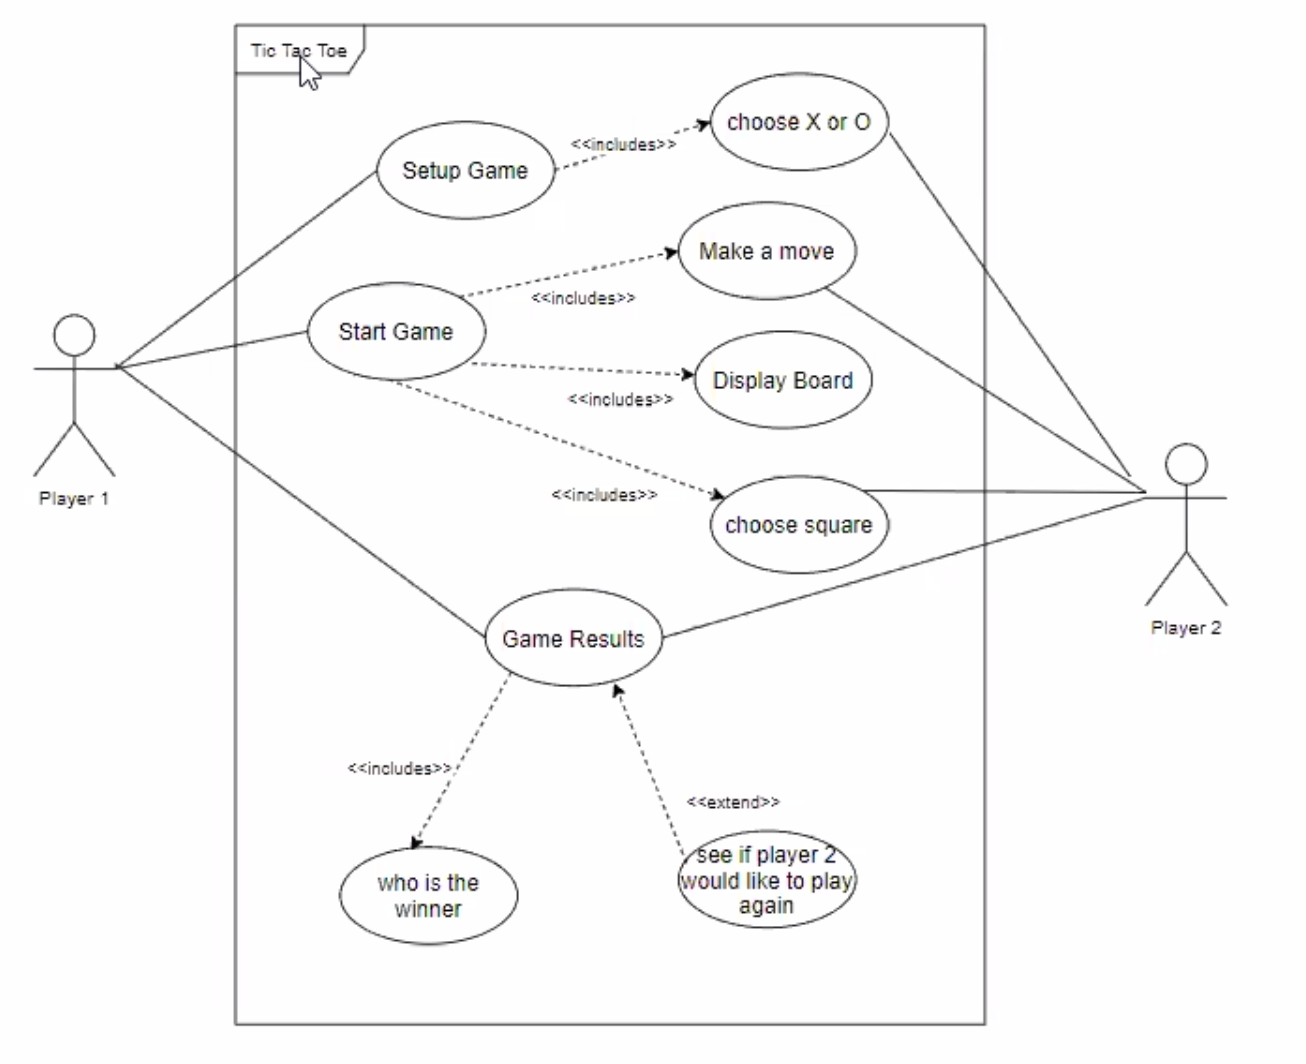 Tic Tac Toe
choose X or O
<<includes>>
Setup Game
Make a move
<<includes>>
Start Game
Display Board
<<includes>>
<<includes>>
Player 1
choose square
Player 2
Game Results
<<includes>>
<<extend>>
see if player 2
would like to play
again
who is the
winner